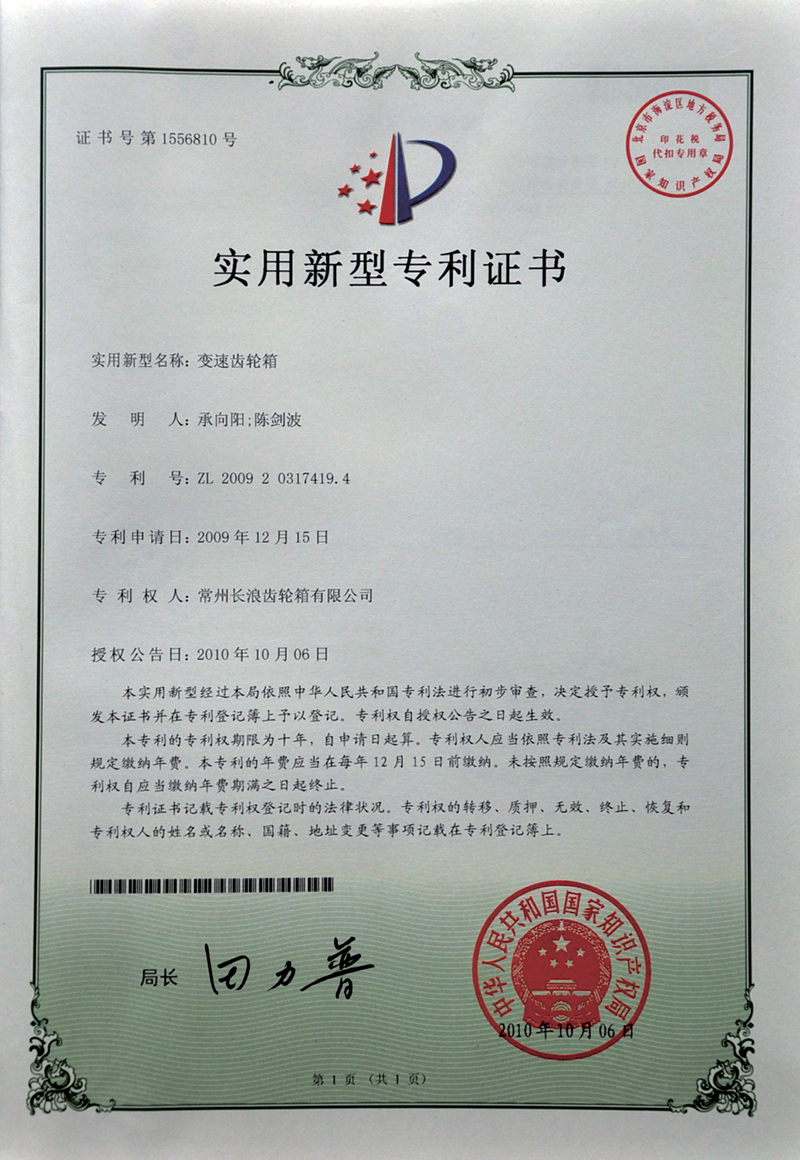 证书号第1556810号
北京市海淀区地方税务局
印花税
代扣专用章
国家知识产权局
实用新型专利证书
实用新型名称：变速齿轮箱
发明人：承向阳;陈剑波
专利号：ZL 2009 2 0317419.4
专利申请日：2009年12月15日
专利权人：常州长浪齿轮箱有限公司
授权公告日：2010年10月06日
本实用新型经过本局依照中华人民共和国专利法进行初步审查，决定授予专利权，颁
发本证书并在专利登记簿上予以登记。专利权自授权公告之日起生效。
本专利的专利权期限为十年，自申请日起算。专利权人应当依照专利法及其实施细则
规定缴纳年费。本专利的年费应当在每年12月15日前缴纳。未按照规定缴纳年费的，专
利权自应当缴纳年费期满之日起终止。
专利证书记载专利权登记时的法律状况。专利权的转移、质押、无效、终止、恢复和
专利权人的姓名或名称、国籍、地址变更等事项记载在专利登记簿上。
局长 田力普
中华人民共和国国家知识产权局
2010年10月06日
第1页（共1页）